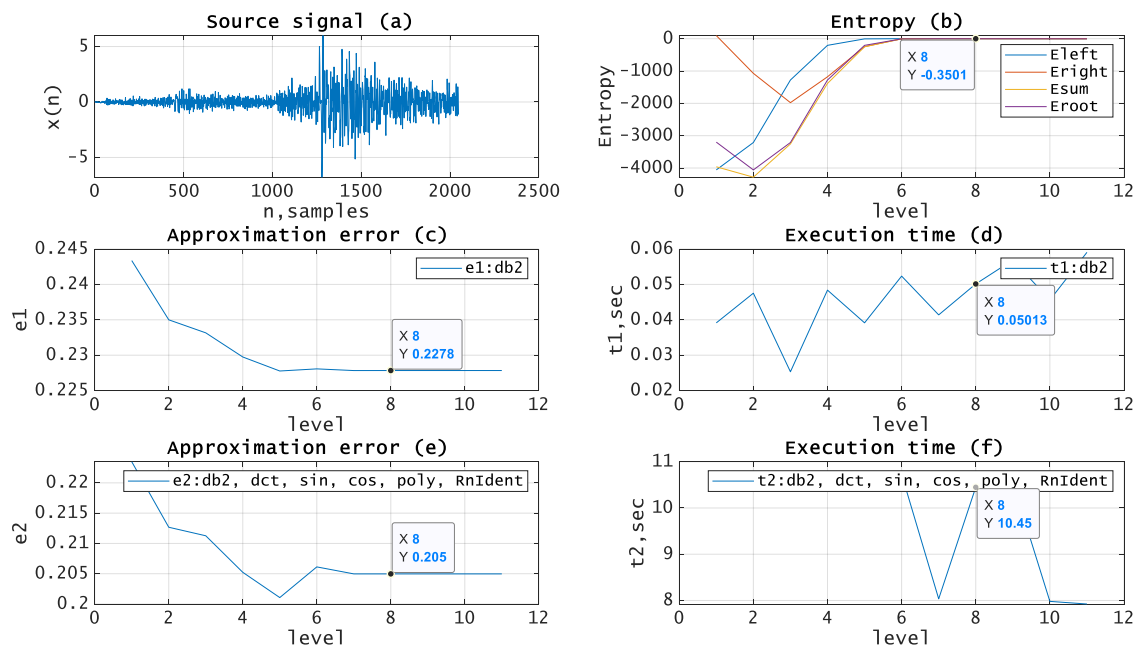 Source signal (a)
5
0
-5
x(n)
0
500
1000
1500
2000
2500
n,samples
Entropy (b)
0
-1000
-2000
-3000
-4000
Entropy
X 8
Y -0.3501
Eleft
Eright
Esum
Eroot
0
2
4
6
8
10
12
level
Approximation error (c)
0.245
0.24
0.235
0.23
0.225
e1
e1:db2
X 8
Y 0.2278
0
2
4
6
8
10
12
level
Execution time (d)
0.06
0.05
0.04
0.03
0.02
t1,sec
t1:db2
X 8
Y 0.05013
0
2
4
6
8
10
12
level
Approximation error (e)
0.22
0.215
0.21
0.205
0.2
e2
e2:db2, dct, sin, cos, poly, RnIdent
X 8
Y 0.205
0
2
4
6
8
10
12
level
Execution time (f)
11
10
9
8
t2,sec
t2:db2, dct, sin, cos, poly, RnIdent
X 8
Y 10.45
0
2
4
6
8
10
12
level